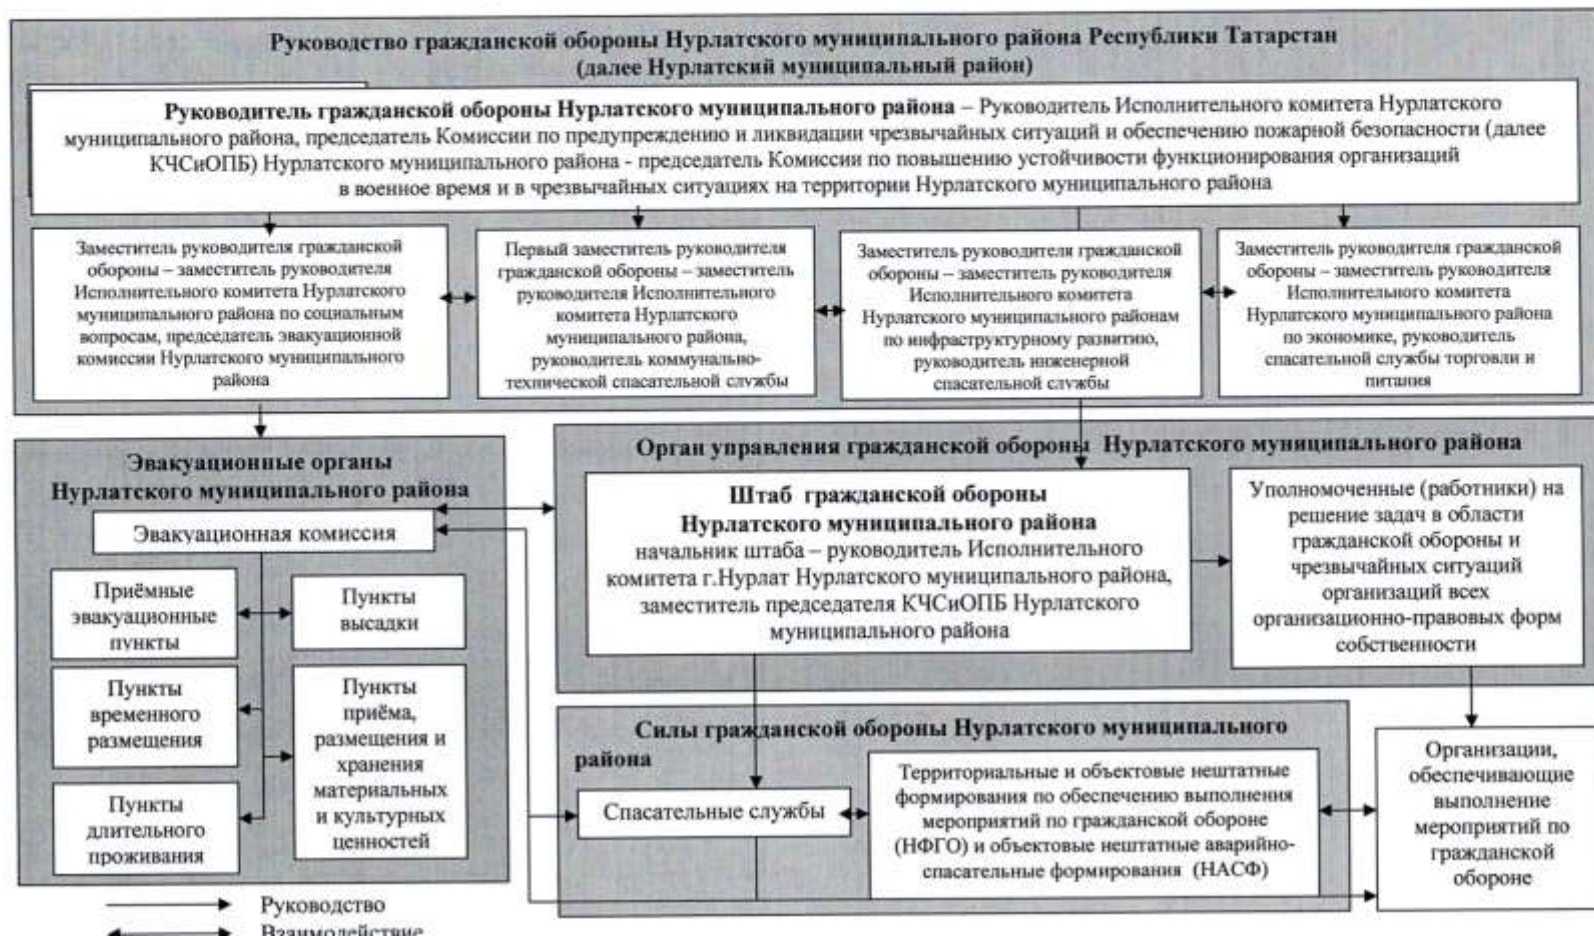 Руководство гражданской обороны Нурлатского муниципального района Республики Татарстан
(далее Нурлатский муниципальный район)
Руководитель гражданской обороны Нурлатского муниципального района – Руководитель Исполнительного комитета Нурлатского
муниципального района, председатель Комиссии по предупреждению и ликвидации чрезвычайных ситуаций и обеспечению пожарной безопасности (далее
КЧСиОПБ) Нурлатского муниципального района - председатель Комиссии по повышению устойчивости функционирования организаций
в военное время и в чрезвычайных ситуациях на территории Нурлатского муниципального района
Заместитель руководителя гражданской
обороны – заместитель руководителя
Исполнительного комитета Нурлатского
муниципального района по социальным
вопросам, председатель эвакуационной
комиссии Нурлатского муниципального
района
Первый заместитель руководителя
гражданской обороны – заместитель
руководителя Исполнительного
комитета Нурлатского
муниципального района,
руководитель коммунально-
технической спасательной службы
Заместитель руководителя гражданской
обороны – заместитель руководителя
Исполнительного комитета
Нурлатского муниципального районам
по инфраструктурному развитию,
руководитель инженерной
спасательной службы
Заместитель руководителя гражданской
обороны – заместитель руководителя
Исполнительного комитета
Нурлатского муниципального района
по экономике, руководитель
спасательной службы торговли и
питания
Эвакуационные органы
Нурлатского муниципального района
Эвакуационная комиссия
Приёмные
эвакуационные
пункты
Пункты
высадки
Пункты
временного
размещения
Пункты
приёма,
размещения и
хранения
материальных
и культурных
ценностей
Пункты
длительного
проживания
Орган управления гражданской обороны Нурлатского муниципального района
Штаб гражданской обороны
Нурлатского муниципального района
начальник штаба – руководитель Исполнительного
комитета г.Нурлат Нурлатского муниципального района,
заместитель председателя КЧСиОПБ Нурлатского
муниципального района
Уполномоченные (работники) на
решение задач в области
гражданской обороны и
чрезвычайных ситуаций
организаций всех
организационно-правовых форм
собственности
Силы гражданской обороны Нурлатского муниципального
района
Спасательные службы
Территориальные и объектовые нештатные
формирования по обеспечению выполнения
мероприятий по гражданской обороне
(НФГО) и объектовые нештатные аварийно-
спасательные формирования (НАСФ)
Организации,
обеспечивающие
выполнение
мероприятий по
гражданской
обороне
Руководство
Взаимодействие